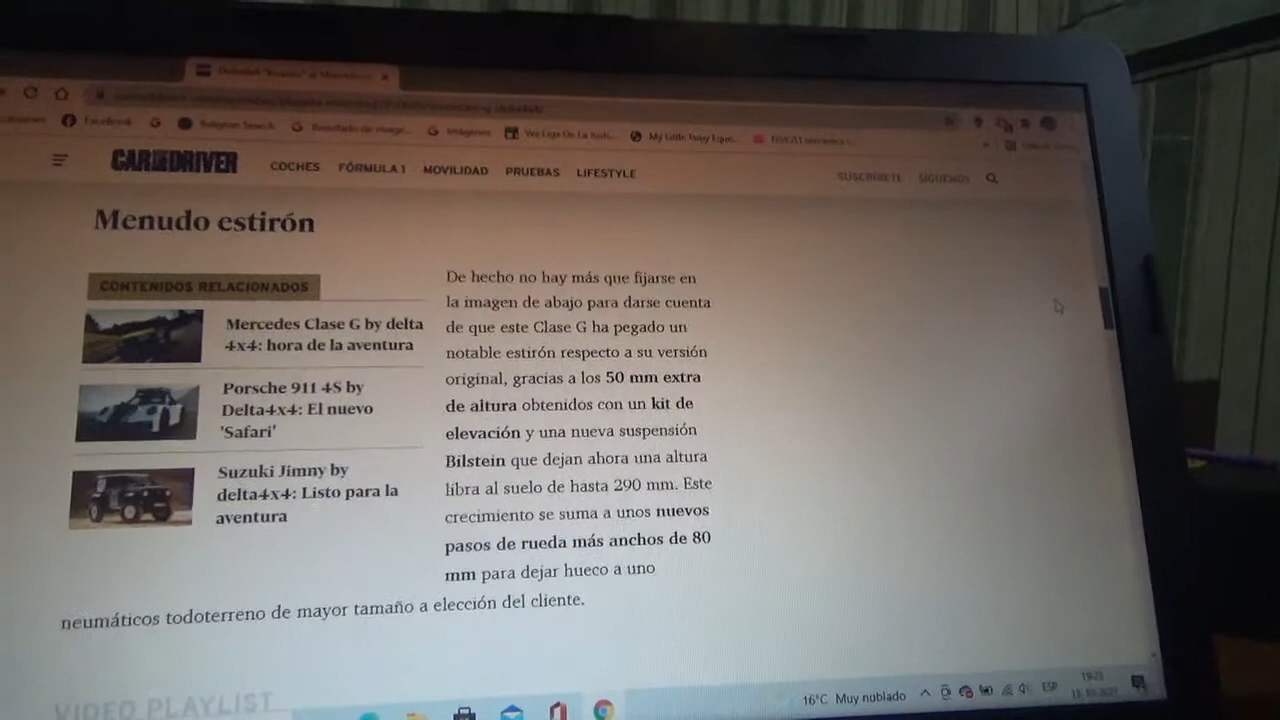 Facebook
G
G
G Imágenes
My Little Pony Eque...
CAR AND DRIVER
COCHES FÓRMULA 1 MOVILIDAD PRUEBAS LIFESTYLE
SUSCRÍBETE SÍGUENOS
Menudo estirón
CONTENIDOS RELACIONADOS
Mercedes Clase G by delta
4x4: hora de la aventura
Porsche 911 4S by
Delta4x4: El nuevo
'Safari'
Suzuki Jimny by
delta4x4: Listo para la
aventura
De hecho no hay más que fijarse en
la imagen de abajo para darse cuenta
de que este Clase G ha pegado un
notable estirón respecto a su versión
original, gracias a los 50 mm extra
de altura obtenidos con un kit de
elevación y una nueva suspensión
Bilstein que dejan ahora una altura
libra al suelo de hasta 290 mm. Este
crecimiento se suma a unos nuevos
pasos de rueda más anchos de 80
mm para dejar hueco a uno
neumáticos todoterreno de mayor tamaño a elección del cliente.
VIDEO PLAYLIST
16°C Muy nublado
ESP
19:23